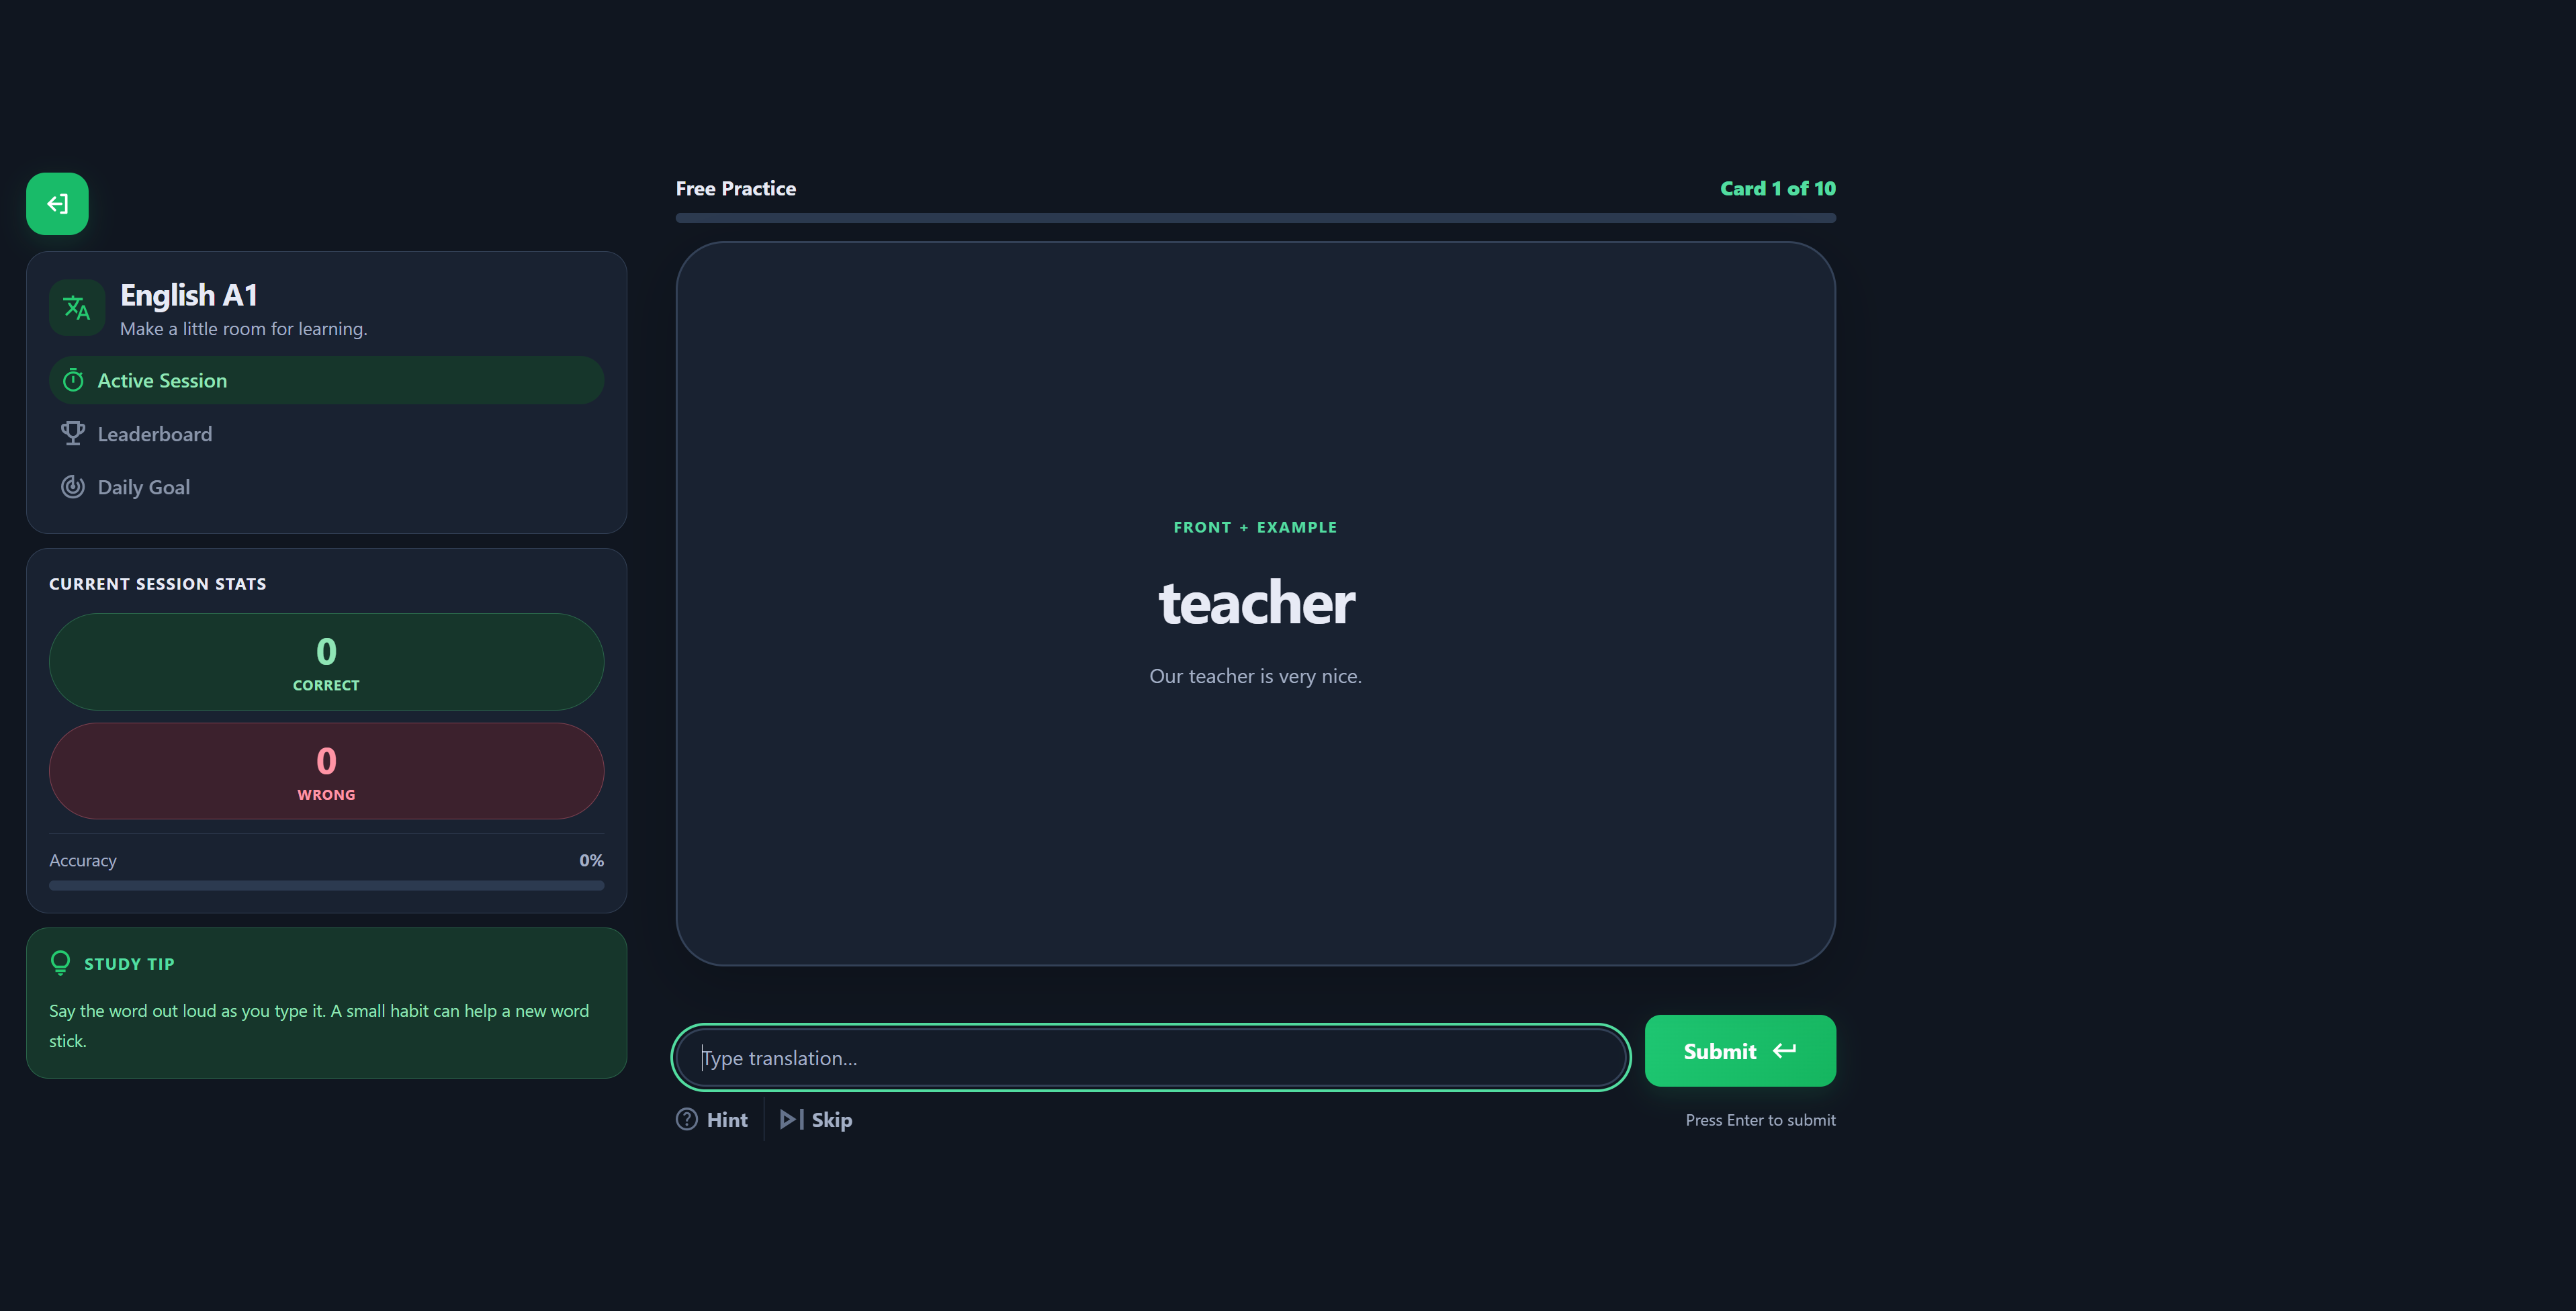 English A1
Make a little room for learning.
Active Session
Leaderboard
Daily Goal
CURRENT SESSION STATS
0
CORRECT
0
WRONG
Accuracy 0%
STUDY TIP
Say the word out loud as you type it. A small habit can help a new word
stick.
Free Practice Card 1 of 10
FRONT + EXAMPLE
teacher
Our teacher is very nice.
Type translation...
Submit
Hint Skip Press Enter to submit